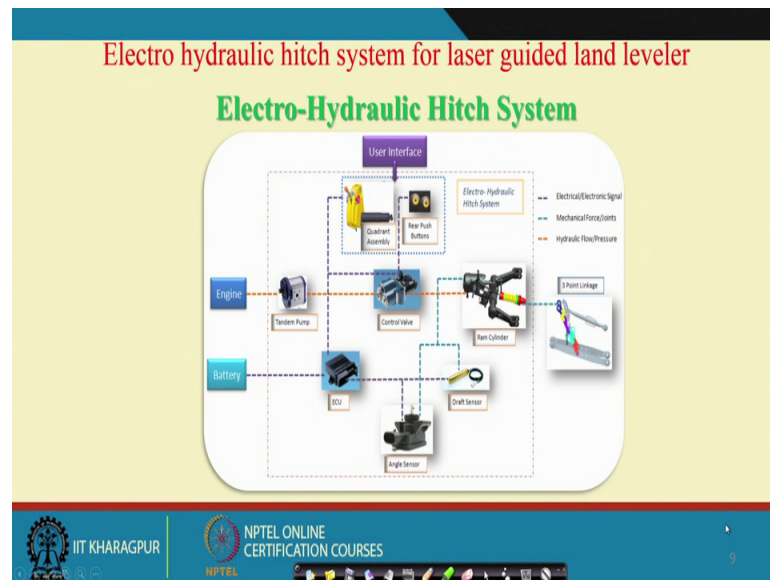 Electro hydraulic hitch system for laser guided land leveler
Electro-Hydraulic Hitch System
User Interface
Quadrant
Assembly
Rear Push
Buttons
Electro- Hydraulic
Hitch System
Electrical/Electronic Signal
Mechanical Force/Joints
Hydraulic Flow/Pressure
Engine
Tandem Pump
Control Valve
Ram Cylinder
3 Point Linkage
Battery
ECU
Draft Sensor
Angle Sensor
IIT KHARAGPUR
NPTEL
NPTEL ONLINE
CERTIFICATION COURSES
9